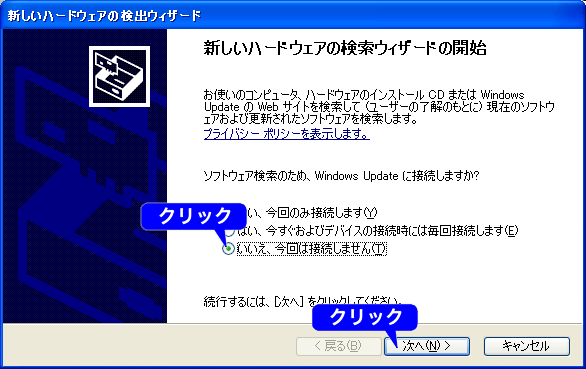 新しいハードウェアの検出ウィザード
新しいハードウェアの検索ウィザードの開始
お使いのコンピュータ、ハードウェアのインストール CD または Windows
Update の Web サイトを検索して (ユーザーの了解のもとに) 現在のソフトウ
ェアおよび更新されたソフトウェアを検索します。
プライバシー ポリシーを表示します。
ソフトウェア検索のため、Windows Update に接続しますか?
い、今回のみ接続します(Y)
クリック
はい、今すぐおよびデバイスの接続時には毎回接続します(E)
いいえ、今回は接続しません(T)
続行するには、[次へ] をクリックしてください。
クリック
< 戻る(B)
次へ(N) >
キャンセル